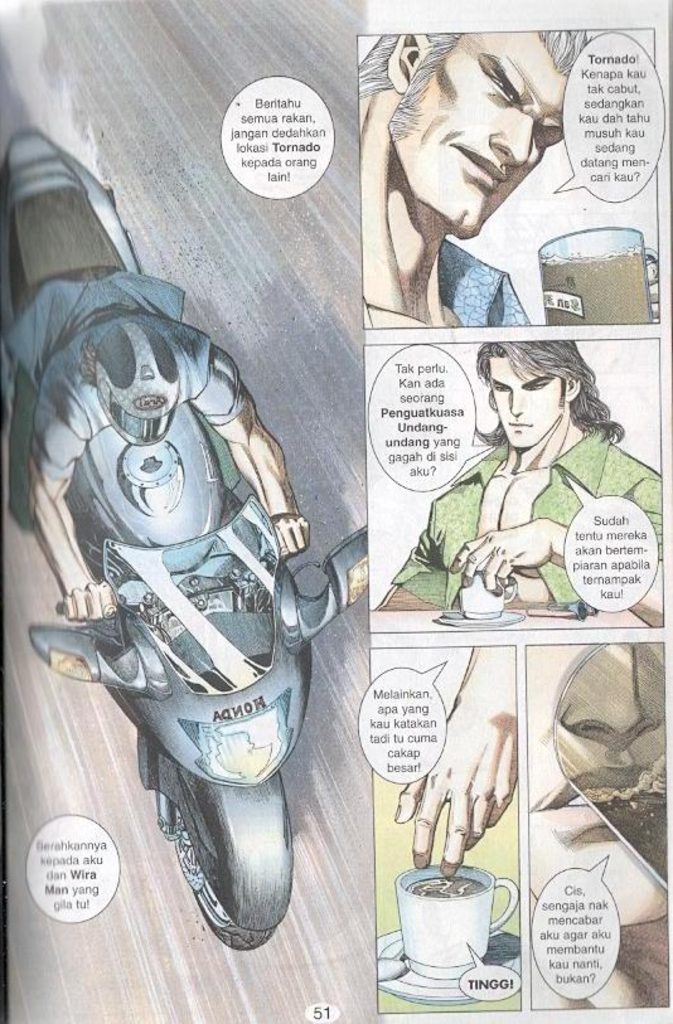 Beritahu
semua rakan,
jangan dedahkan
lokasi Tornado
kepada orang
lain!
HONDA
Serahkannya
kepada aku
dan Wira
Man yang
gila tu!
Tornado!
Kenapa kau
tak cabut,
sedangkan
kau dah tahu
musuh kau
sedang
datang men-
cari kau?
Tak perlu.
Kan ada
seorang
Penguatkuasa
Undang-
undang yang
gagah di sisi
aku?
Sudah
tentu mereka
akan bertem-
piaran apabila
ternampak
kau!
Melainkan,
apa yang
kau katakan
tadi tu cuma
cakap
besar!
TINGG!
Cis,
sengaja nak
mencabar
aku agar aku
membantu
kau nanti,
bukan?
51